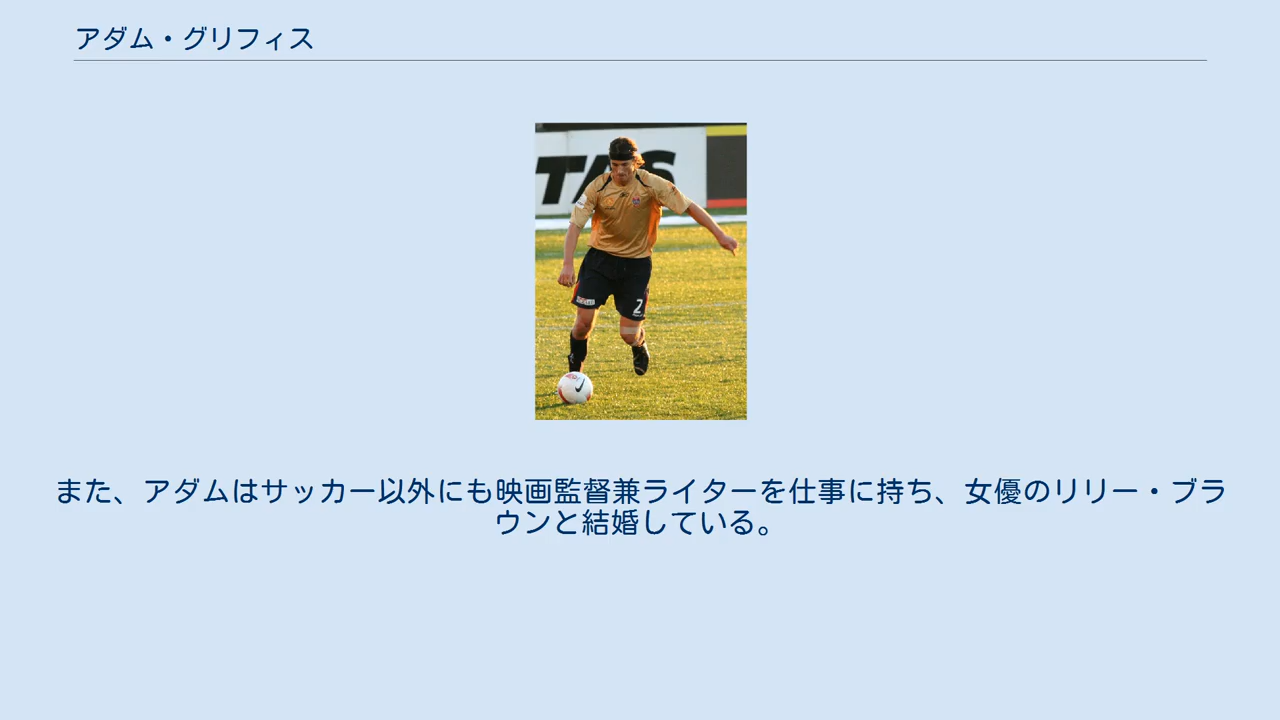 アダム・グリフィス
TAS
2
また、アダムはサッカー以外にも映画監督兼ライターを仕事に持ち、女優のリリー・ブラ
ウンと結婚している。